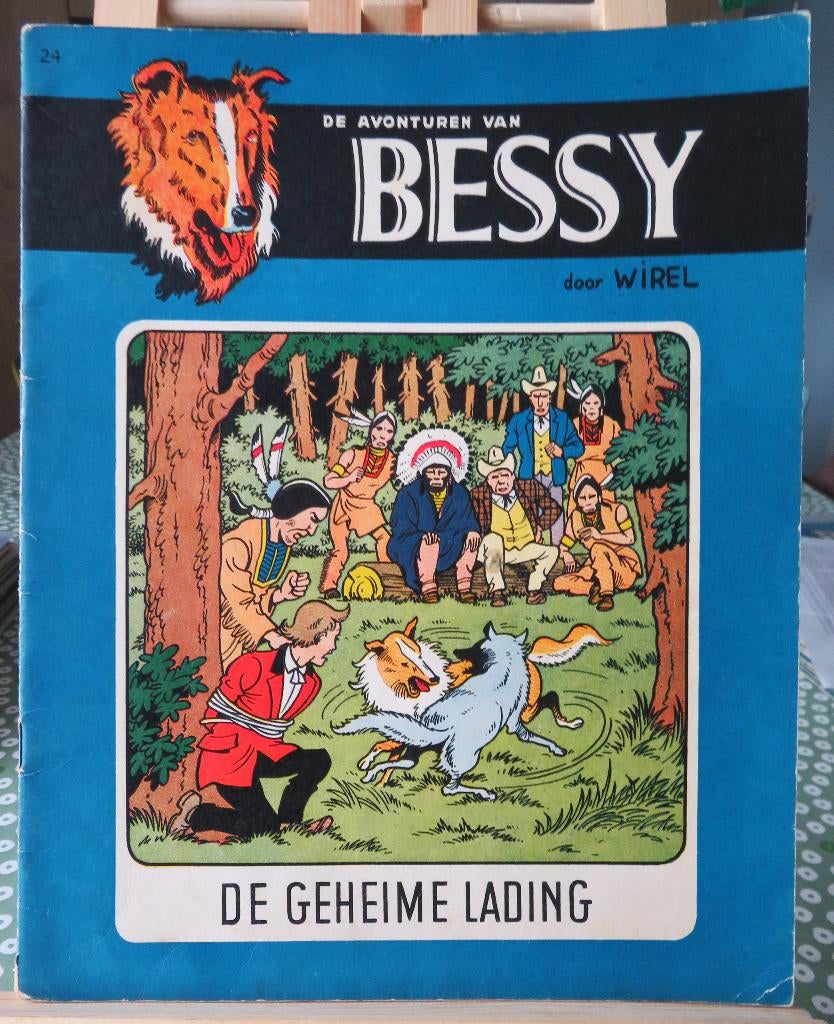 24
DE AVONTUREN VAN
BESSY
door WIREL
DE GEHEIME LADING